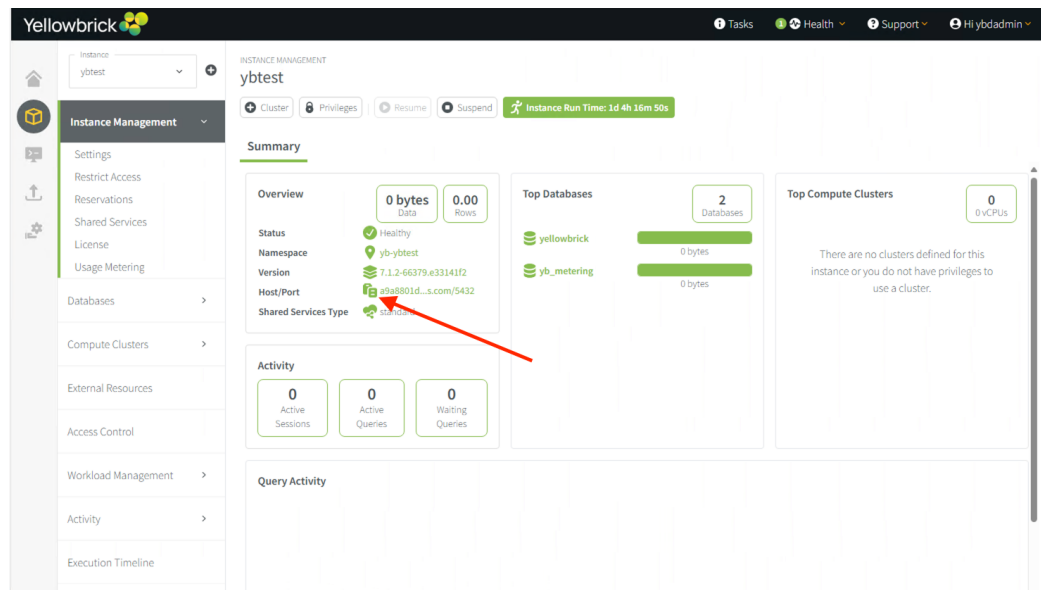 Yellowbrick
Tasks
1 Health
Support
Hi ybdadmin
Instance
ybtest
Instance Management
Settings
Restrict Access
Reservations
Shared Services
License
Usage Metering
Databases
Compute Clusters
External Resources
Access Control
Workload Management
Activity
Execution Timeline
INSTANCE MANAGEMENT
ybtest
Cluster
Privileges
Resume
Suspend
Instance Run Time: 1d 4h 16m 50s
Summary
Overview
0 bytes
Data
0.00
Rows
Status Healthy
Namespace yb-ybtest
Version 7.1.2-66379.e33141f2
Host/Port a9a8801d...s.com/5432
Shared Services Type standard
Activity
0
Active
Sessions
0
Active
Queries
0
Waiting
Queries
Top Databases
2
Databases
yellowbrick
0 bytes
yb_metering
0 bytes
Top Compute Clusters
0
0 vCPUs
There are no clusters defined for this
instance or you do not have privileges to
use a cluster.
Query Activity